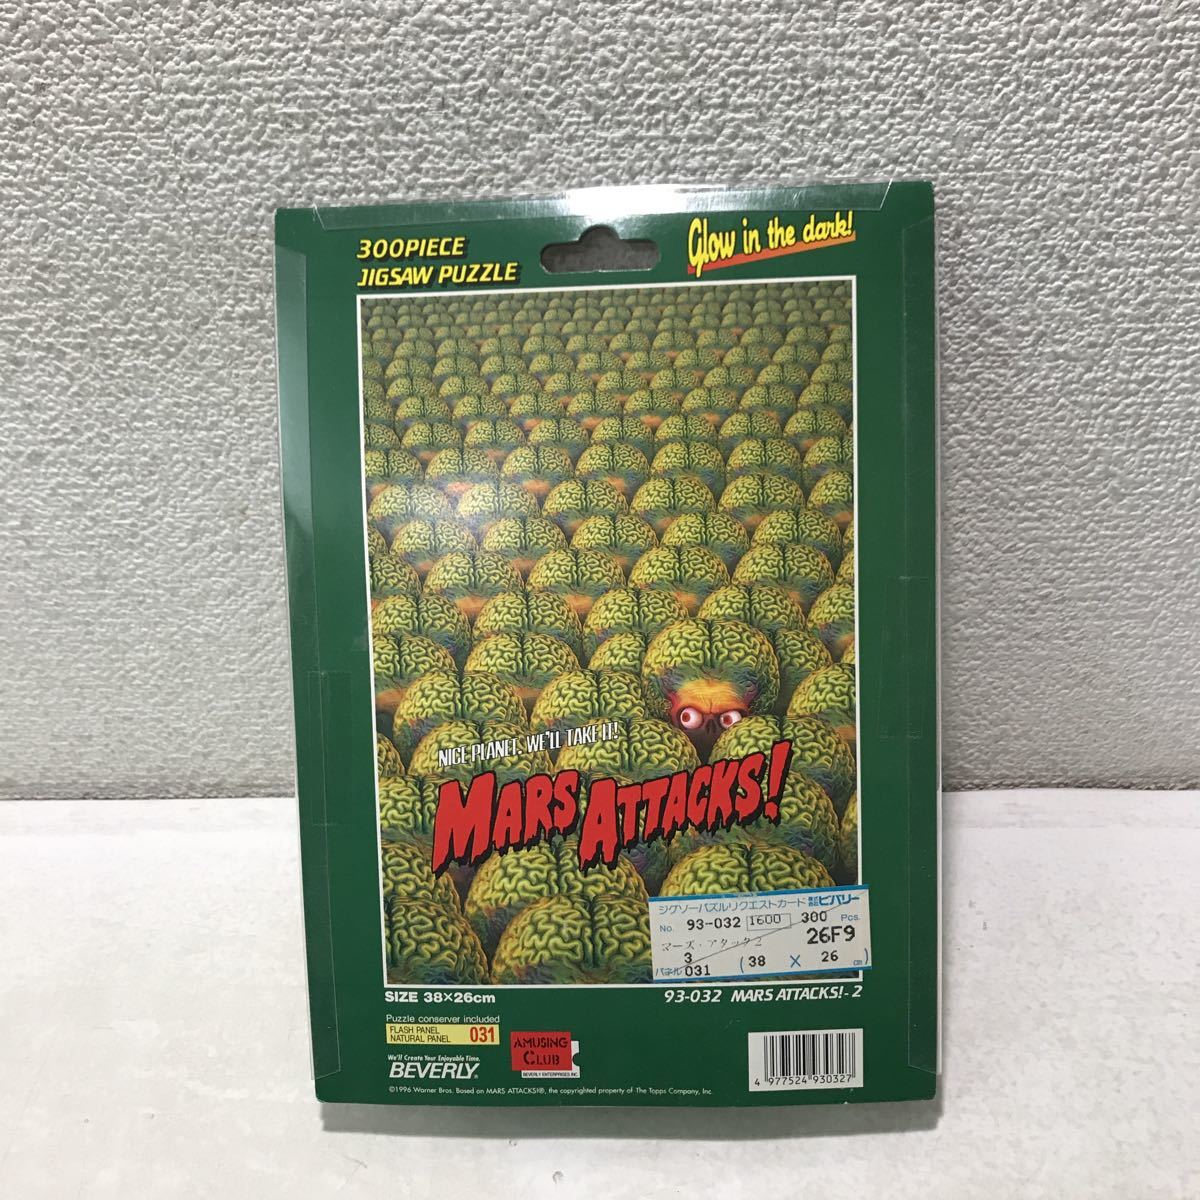 300PIECE
JIGSAW PUZZLE
Glow in the dark!
NICE PLANET. WE'LL TAKE IT!
MARS ATTACKS!
ジグソーパズルリクエストカード 株式会社 ビバリー
No. 93-032 1600 300 Pcs.
マーズ・アタック2 26F9
3
パネル 031 (38 × 26 cm)
SIZE 38×26cm
93-032 MARS ATTACKS!-2
Puzzle conserver included
FLASH PANEL
NATURAL PANEL 031
We'll Create Your Enjoyable Time.
BEVERLY
AMUSING
CLUB
BEVERLY ENTERPRISES INC.
4 977524 930327
©1996 Warner Bros. Based on MARS ATTACKS!®, the copyrighted property of The Topps Company, Inc.